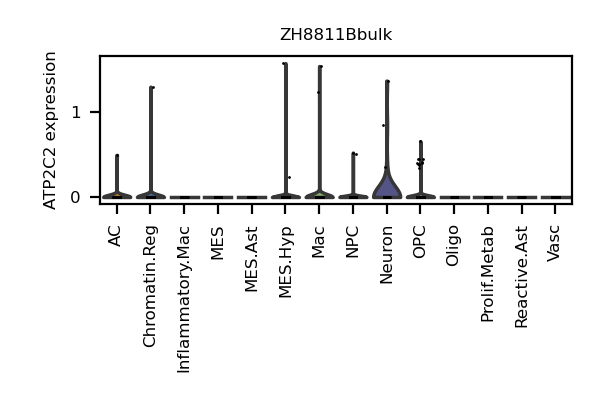 ZH8811Bbulk
ATP2C2 expression
1
0
AC
Chromatin.Reg
Inflammatory.Mac
MES
MES.Ast
MES.Hyp
Mac
NPC
Neuron
OPC
Oligo
Prolif.Metab
Reactive.Ast
Vasc